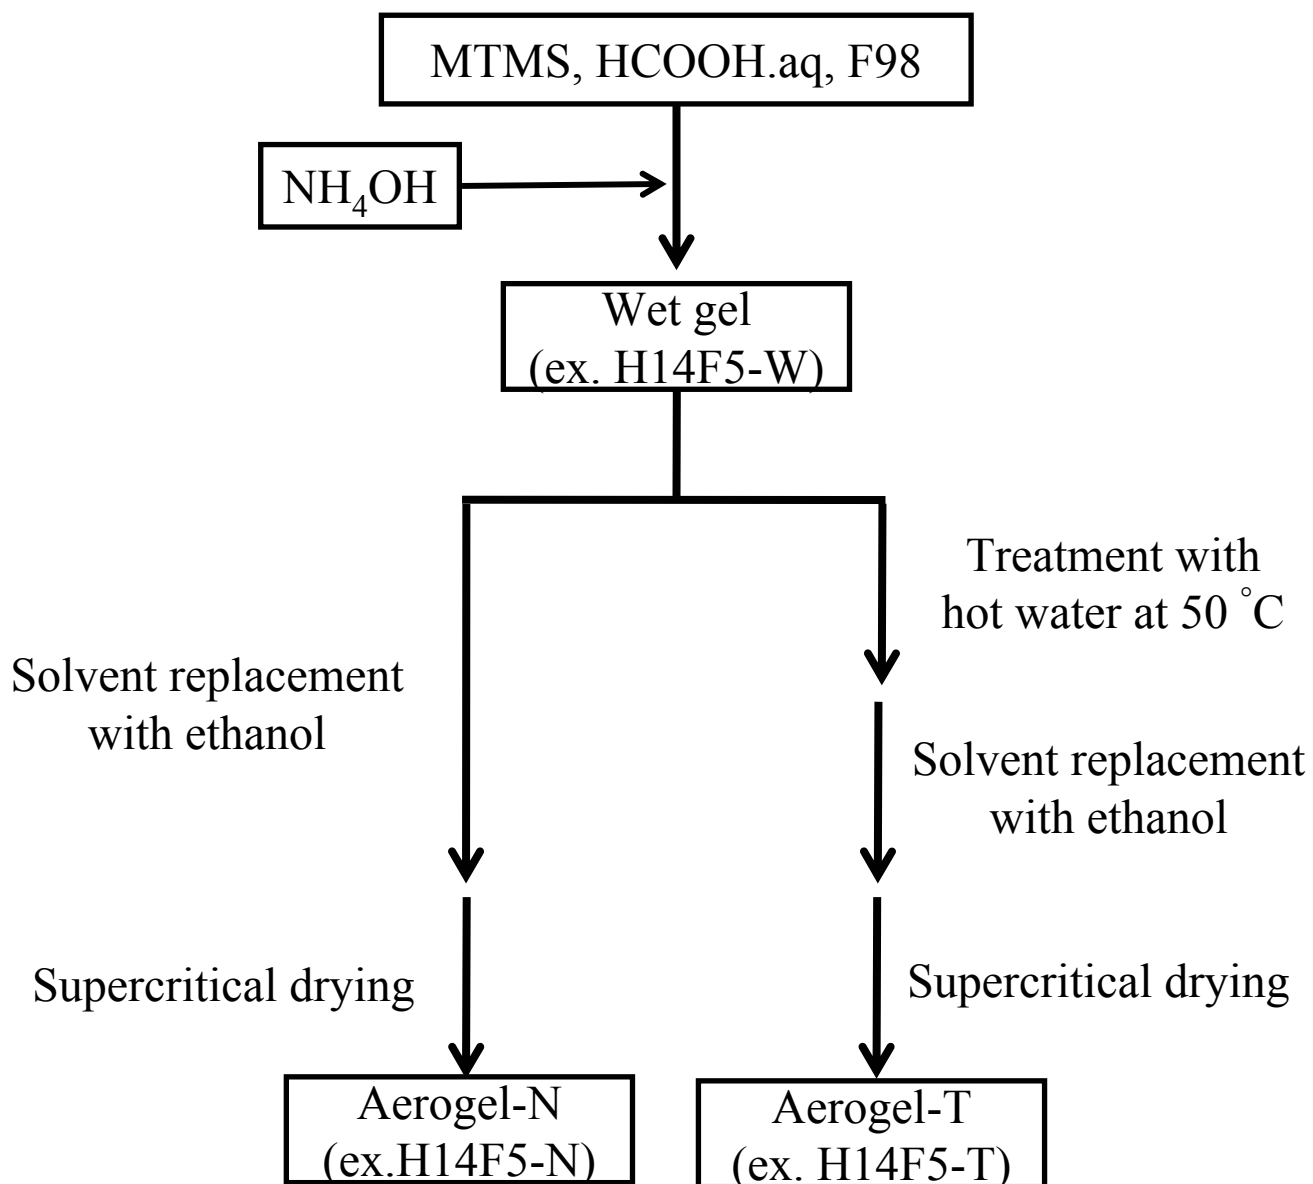 MTMS, HCOOH.aq, F98
NH₄OH
Wet gel
(ex. H14F5-W)
Treatment with
hot water at 50 °C
Solvent replacement
with ethanol
Solvent replacement
with ethanol
Supercritical drying
Supercritical drying
Aerogel-N
(ex.H14F5-N)
Aerogel-T
(ex. H14F5-T)